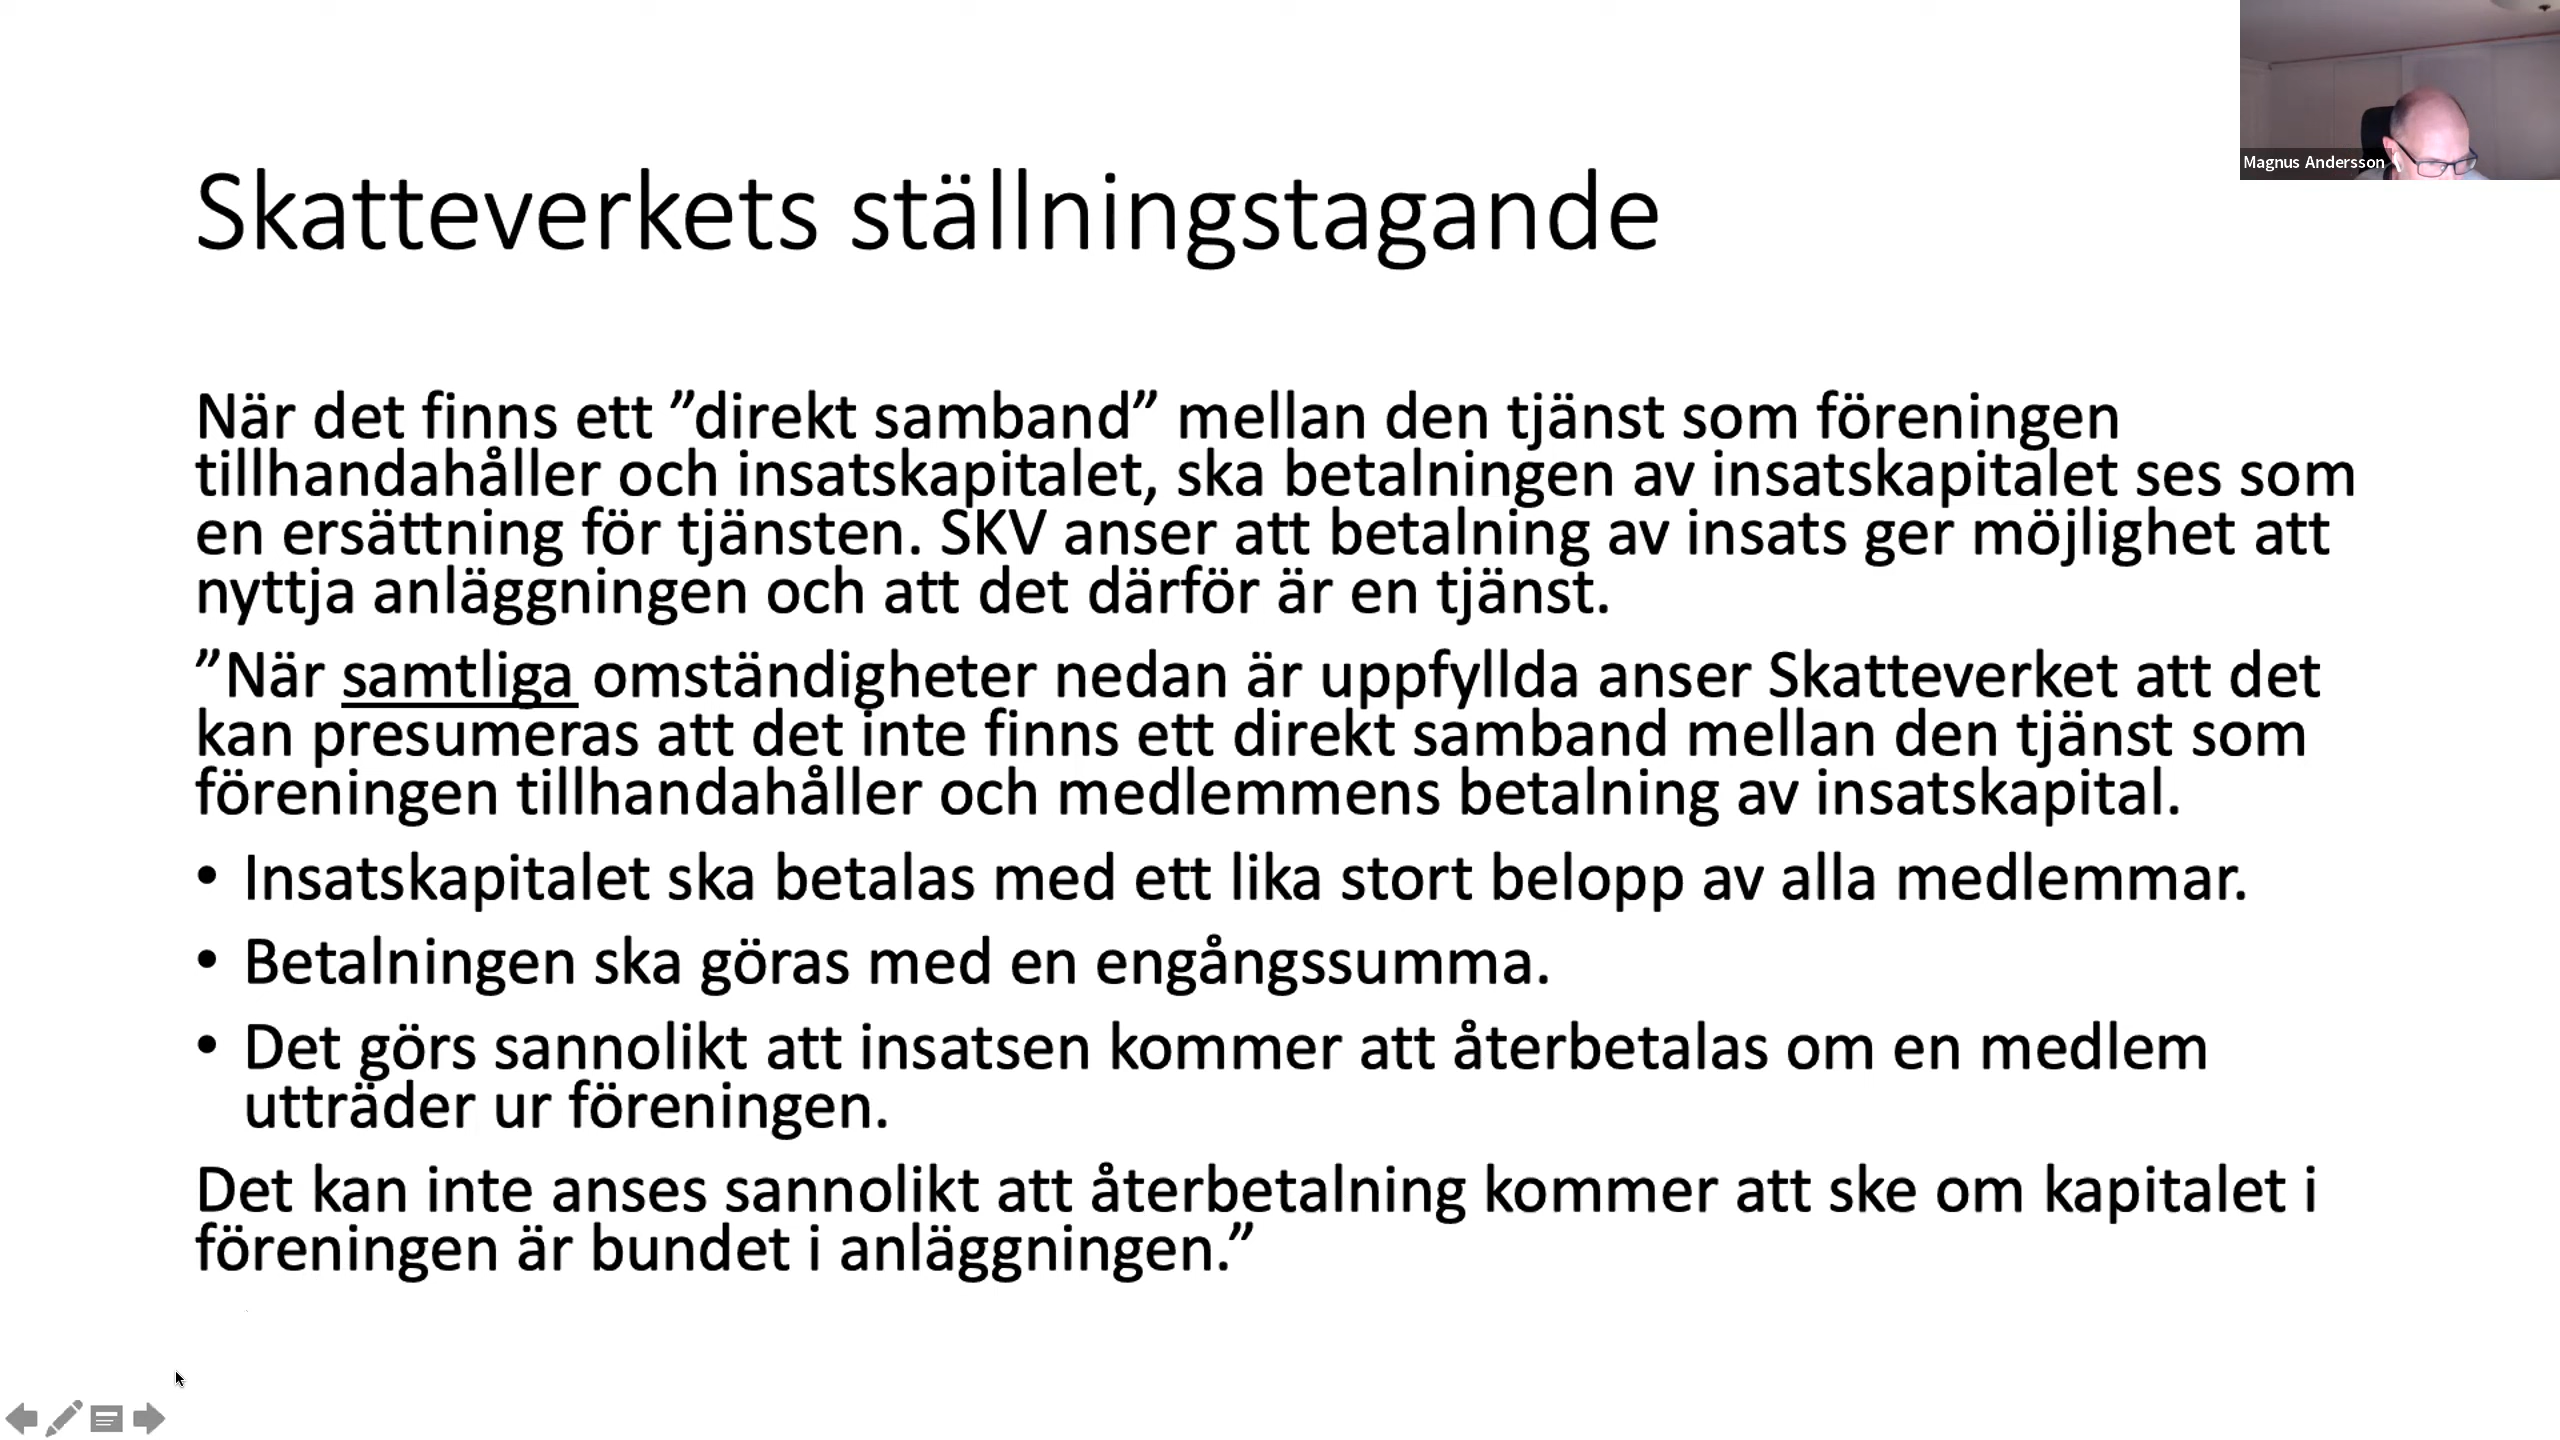 Magnus Andersson
Skatteverkets ställningstagande
När det finns ett ”direkt samband” mellan den tjänst som föreningen
tillhandahåller och insatskapitalet, ska betalningen av insatskapitalet ses som
en ersättning för tjänsten. SKV anser att betalning av insats ger möjlighet att
nyttja anläggningen och att det därför är en tjänst.
”När samtliga omständigheter nedan är uppfyllda anser Skatteverket att det
kan presumeras att det inte finns ett direkt samband mellan den tjänst som
föreningen tillhandahåller och medlemmens betalning av insatskapital.
• Insatskapitalet ska betalas med ett lika stort belopp av alla medlemmar.
• Betalningen ska göras med en engångssumma.
• Det görs sannolikt att insatsen kommer att återbetalas om en medlem
utträder ur föreningen.
Det kan inte anses sannolikt att återbetalning kommer att ske om kapitalet i
föreningen är bundet i anläggningen.”